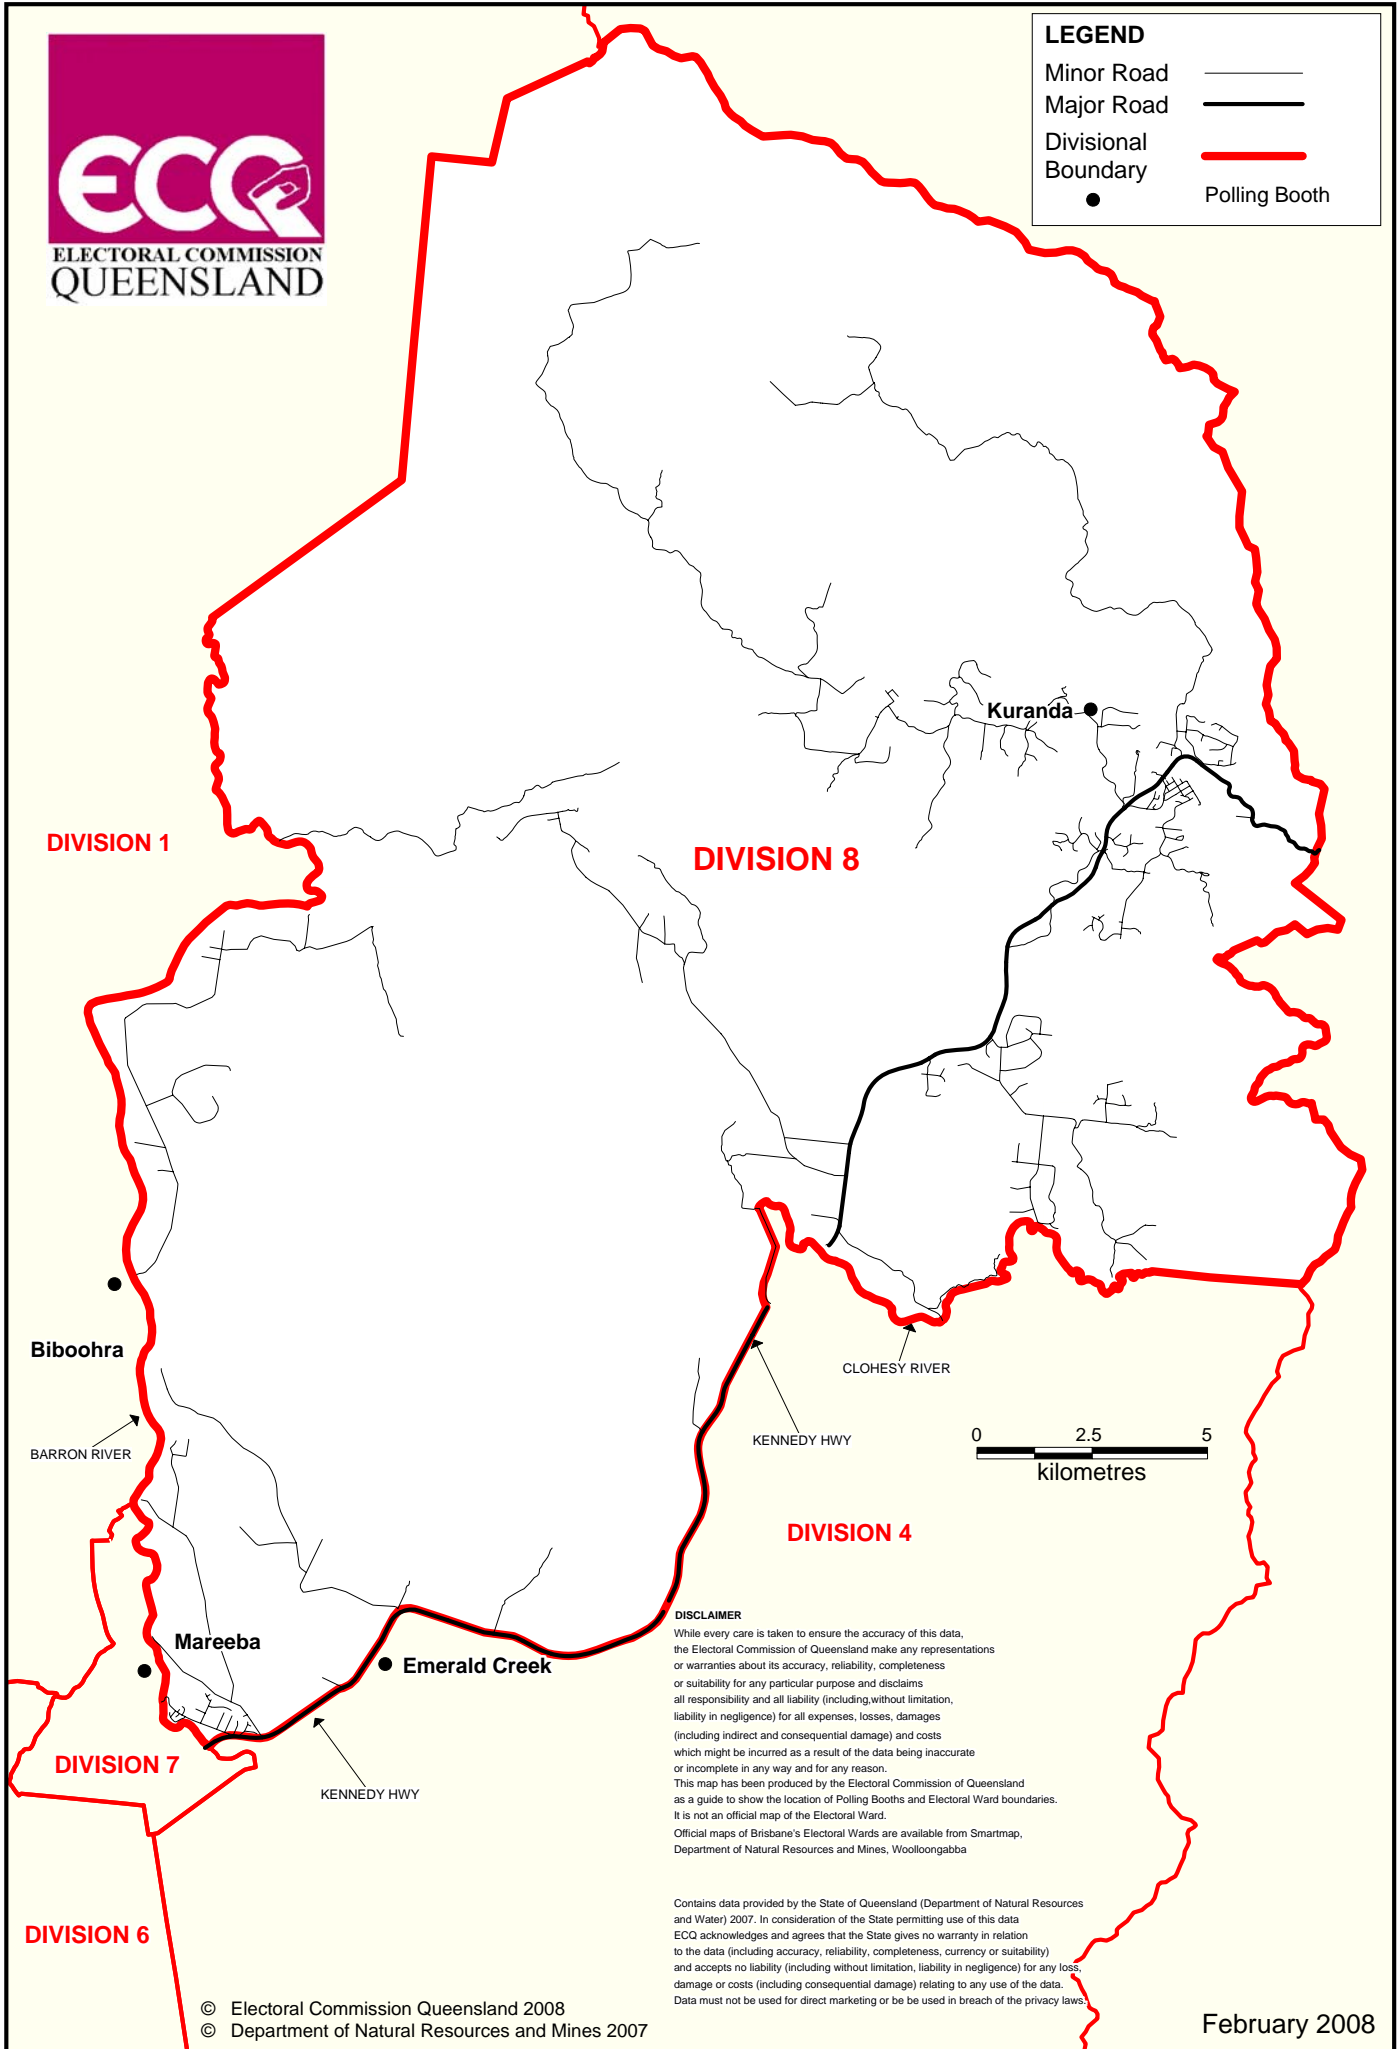 ECQ
ELECTORAL COMMISSION
QUEENSLAND
LEGEND
Minor Road
Major Road
Divisional
Boundary
Polling Booth
Kuranda
DIVISION 1
DIVISION 8
Biboohra
CLOHESY RIVER
BARRON RIVER
KENNEDY HWY
0 2.5 5
kilometres
DIVISION 4
Mareeba
Emerald Creek
DIVISION 7
KENNEDY HWY
DIVISION 6
DISCLAIMER
While every care is taken to ensure the accuracy of this data,
the Electoral Commission of Queensland make any representations
or warranties about its accuracy, reliability, completeness
or suitability for any particular purpose and disclaims
all responsibility and all liability (including,without limitation,
liability in negligence) for all expenses, losses, damages
(including indirect and consequential damage) and costs
which might be incurred as a result of the data being inaccurate
or incomplete in any way and for any reason.
This map has been produced by the Electoral Commission of Queensland
as a guide to show the location of Polling Booths and Electoral Ward boundaries.
It is not an official map of the Electoral Ward.
Official maps of Brisbane's Electoral Wards are available from Smartmap,
Department of Natural Resources and Mines, Woolloongabba
Contains data provided by the State of Queensland (Department of Natural Resources
and Water) 2007. In consideration of the State permitting use of this data
ECQ acknowledges and agrees that the State gives no warranty in relation
to the data (including accuracy, reliability, completeness, currency or suitability)
and accepts no liability (including without limitation, liability in negligence) for any loss,
damage or costs (including consequential damage) relating to any use of the data.
Data must not be used for direct marketing or be be used in breach of the privacy laws.
© Electoral Commission Queensland 2008
© Department of Natural Resources and Mines 2007
February 2008